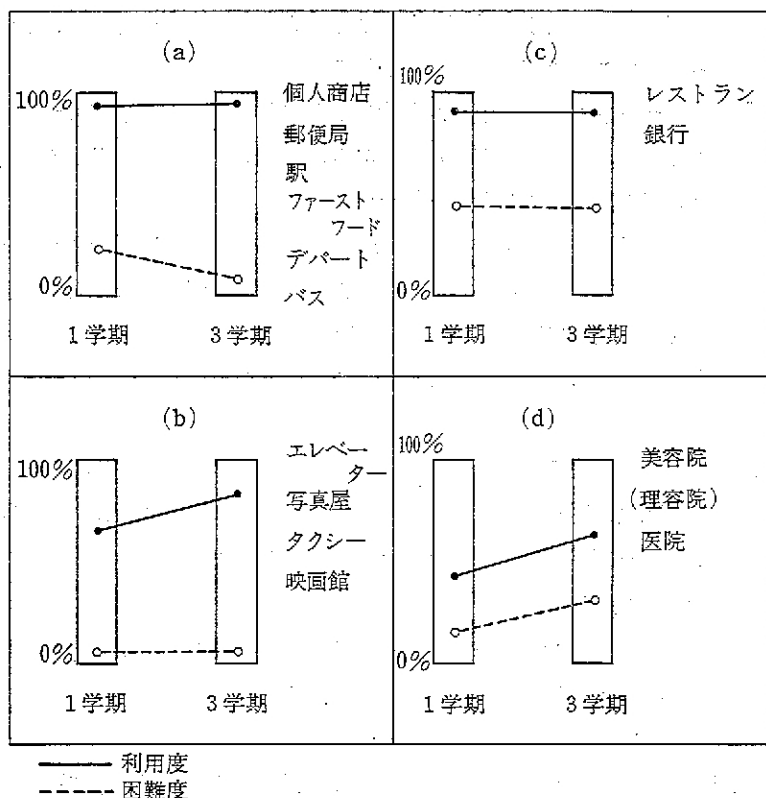 (a)
100%
0%
1学期
3学期
個人商店
郵便局
駅
ファースト
フード
デパート
バス
(c)
100%
0%
1学期
3学期
レストラン
銀行
(b)
100%
0%
1学期
3学期
エレベー
ター
写真屋
タクシー
映画館
(d)
100%
0%
1学期
3学期
美容院
(理容院)
医院
利用度
困難度